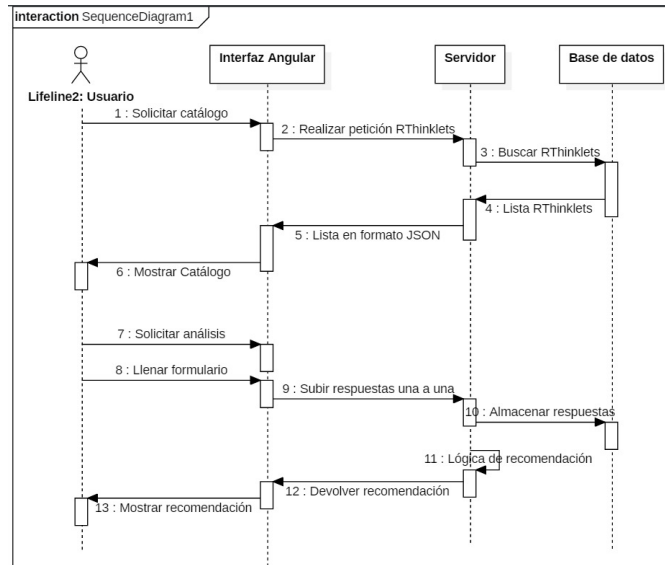 interaction SequenceDiagram1
Interfaz Angular
Servidor
Base de datos
Lifeline2: Usuario
1 : Solicitar catálogo
2 : Realizar petición RThinklets
3 : Buscar RThinklets
4 : Lista RThinklets
5 : Lista en formato JSON
6 : Mostrar Catálogo
7 : Solicitar análisis
8 : Llenar formulario
9 : Subir respuestas una a una
10 : Almacenar respuestas
11 : Lógica de recomendación
12 : Devolver recomendación
13 : Mostrar recomendación